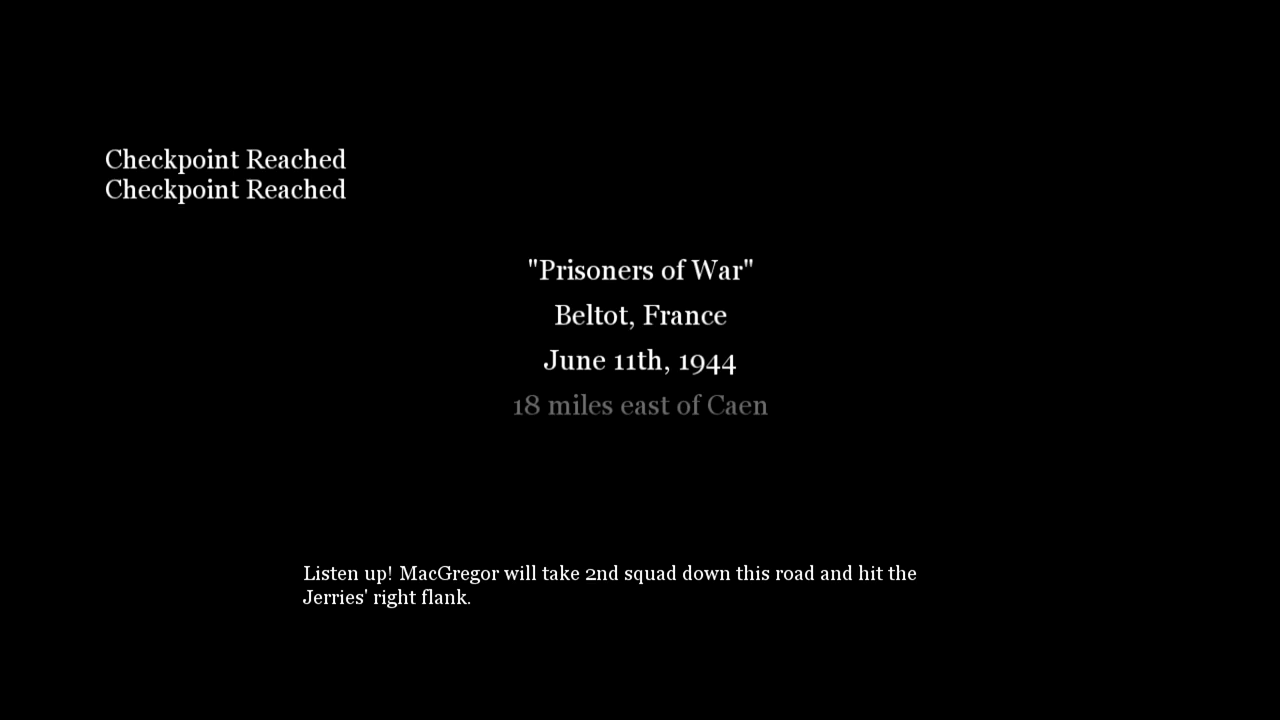 Checkpoint Reached
Checkpoint Reached
"Prisoners of War"
Beltot, France
June 11th, 1944
18 miles east of Caen
Listen up! MacGregor will take 2nd squad down this road and hit the
Jerries' right flank.